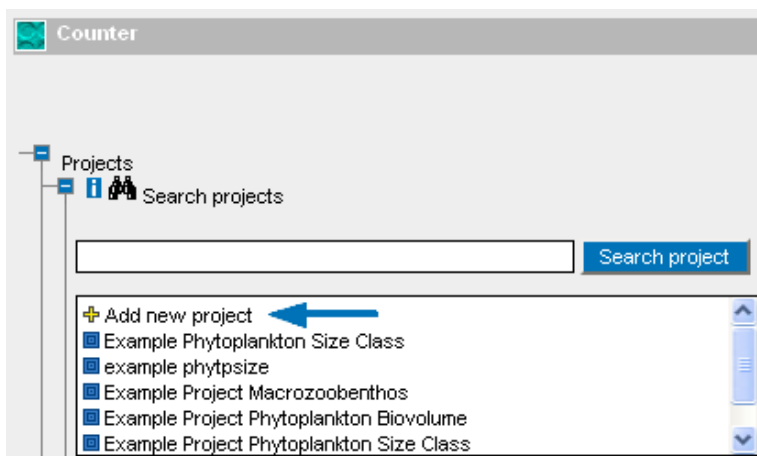 Counter
Projects
Search projects
Search project
Add new project
Example Phytoplankton Size Class
example phytpsize
Example Project Macrozoobenthos
Example Project Phytoplankton Biovolume
Example Project Phytoplankton Size Class